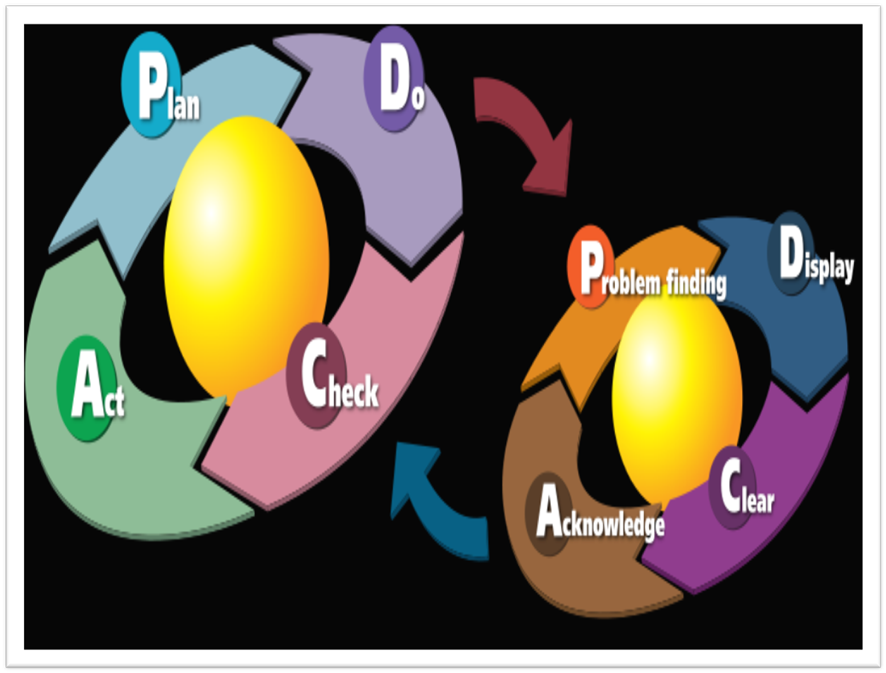 Plan
Do
Check
Act
Problem finding
Display
Clear
Acknowledge